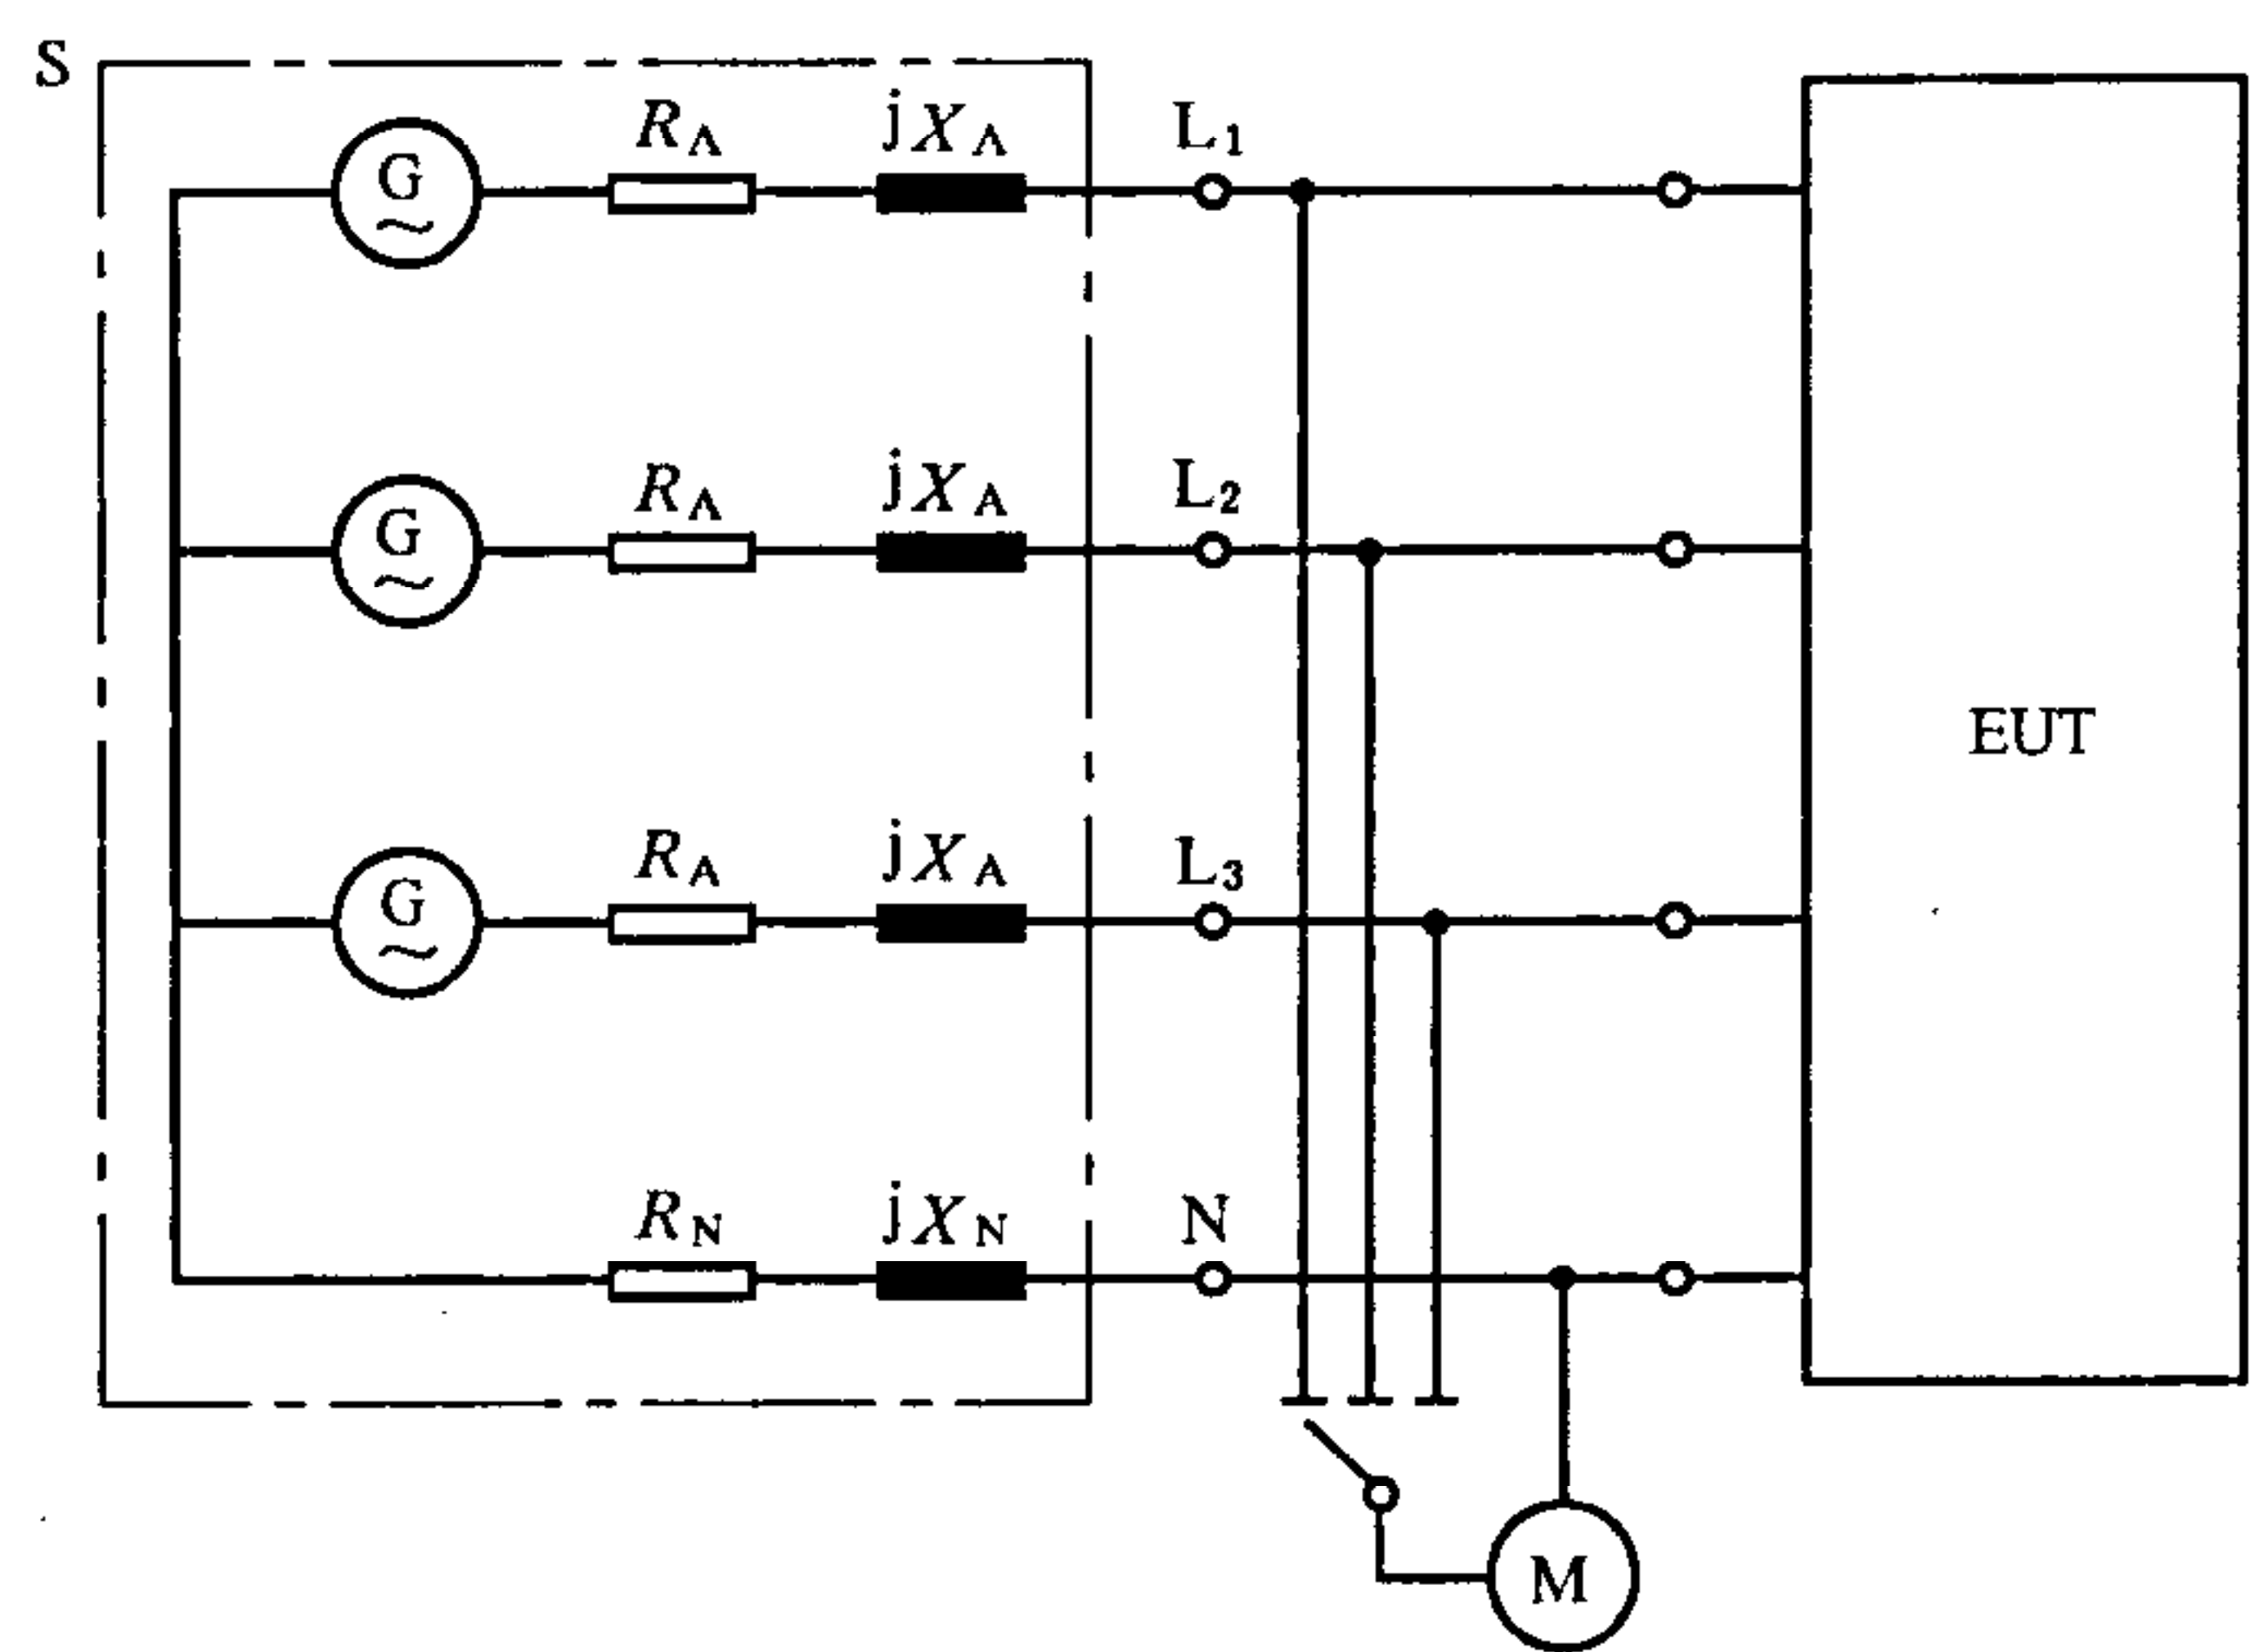 S
G
~
R_A
jX_A
L₁
G
~
R_A
jX_A
L₂
EUT
G
~
R_A
jX_A
L₃
R_N
jX_N
N
M